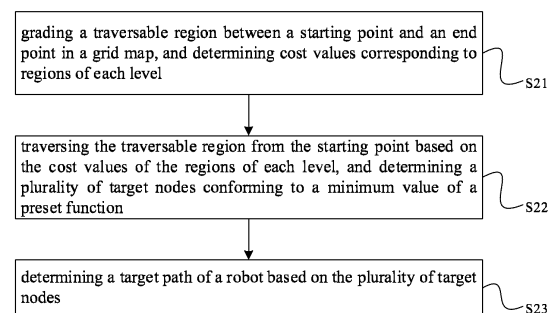 grading a traversable region between a starting point and an end
point in a grid map, and determining cost values corresponding to
regions of each level
S21
traversing the traversable region from the starting point based on
the cost values of the regions of each level, and determining a
plurality of target nodes conforming to a minimum value of a
preset function
S22
determining a target path of a robot based on the plurality of target
nodes
S23